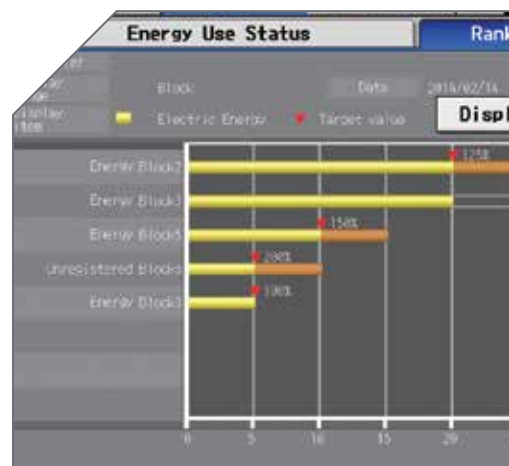 Energy Use Status
Rank
Block
Date
2014/02/14
Electric Energy
Target value
Displ
Energy Block2
125%
Energy Block
Energy Block5
150%
Unregistered Blocks
200%
Energy Block3
100%
0 5 10 15 20